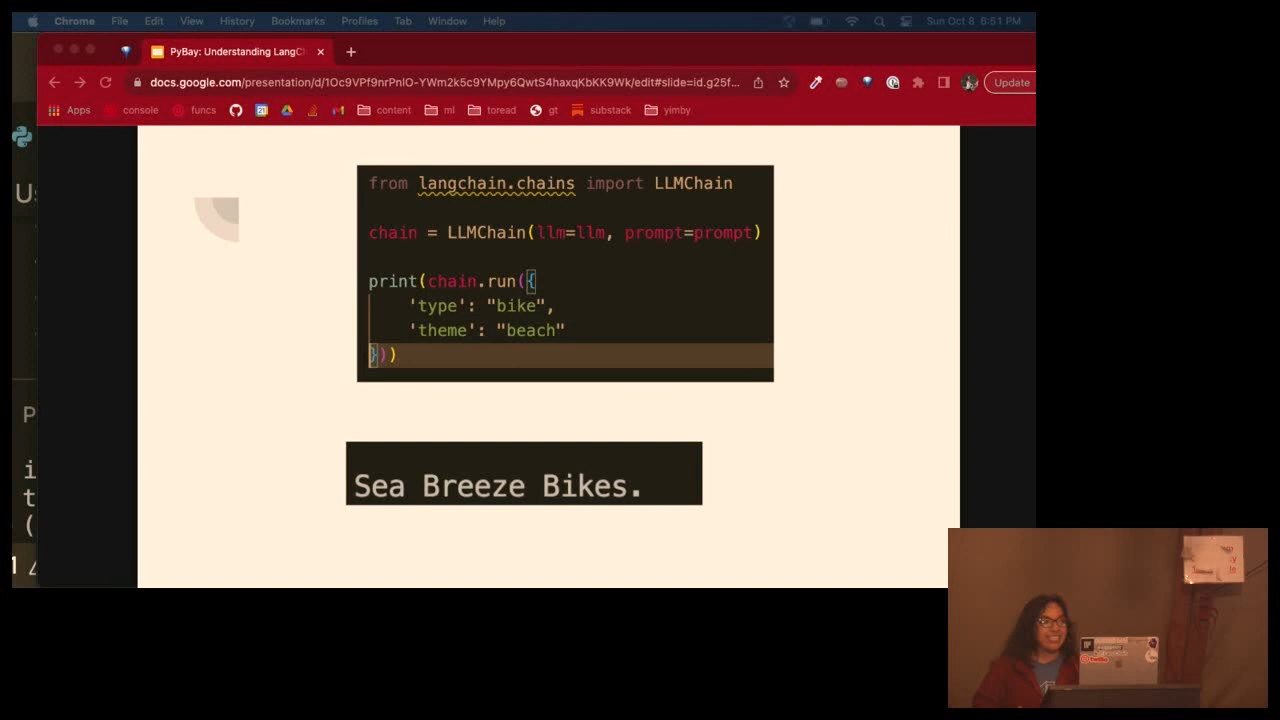 Chrome File Edit View History Bookmarks Profiles Tab Window Help Sun Oct 8 6:51 PM
PyBay: Understanding LangC
docs.google.com/presentation/d/1Oc9VPf9nrPnlO-YWm2k5c9YMpy6QwtS4haxqKbKK9Wk/edit#slide=id.g25f... Update
Apps console funcs content ml toread gt substack yimby
from langchain.chains import LLMChain
chain = LLMChain(llm=llm, prompt=prompt)
print(chain.run({
'type': "bike",
'theme': "beach"
}))
Sea Breeze Bikes.
Us
P
i
t
(